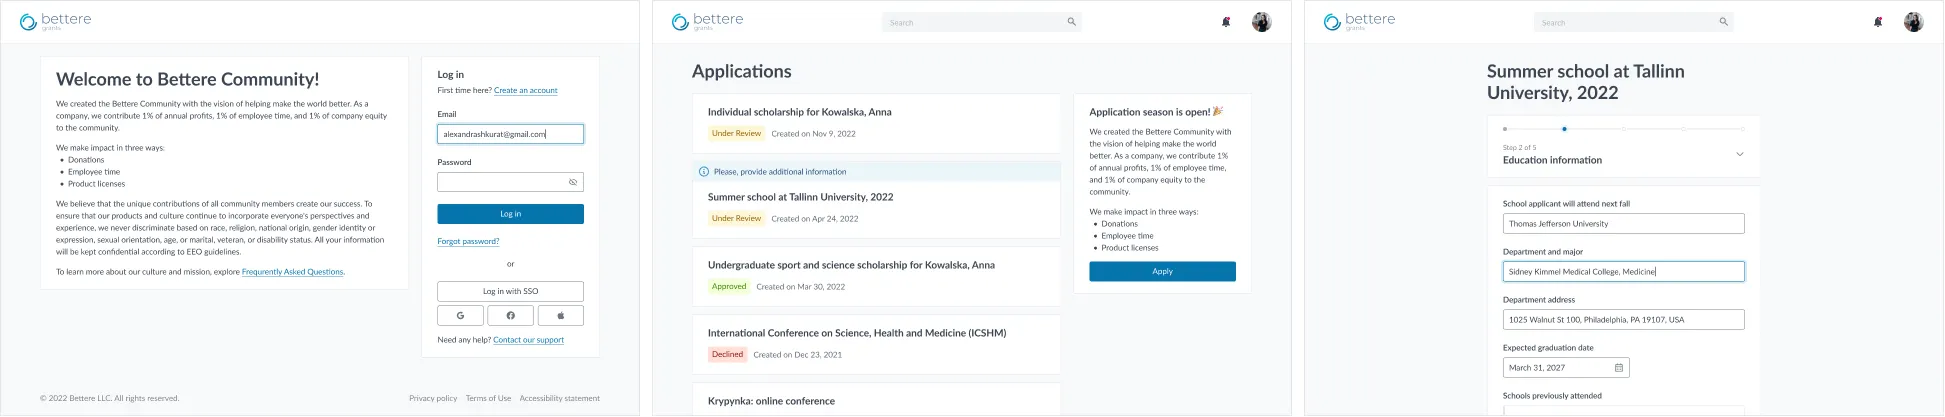 bettere
grants
Welcome to Bettere Community!
We created the Bettere Community with the vision of helping make the world better. As a
company, we contribute 1% of annual profits, 1% of employee time, and 1% of company equity
to the community.
We make impact in three ways:
• Donations
• Employee time
• Product licenses
We believe that the unique contributions of all community members create our success. To
ensure that our products and culture continue to incorporate everyone's perspectives and
experience, we never discriminate based on race, religion, national origin, gender identity or
expression, sexual orientation, age, or marital, veteran, or disability status. All your information
will be kept confidential according to EEO guidelines.
To learn more about our culture and mission, explore Frequrently Asked Questions.
Log in
First time here? Create an account
Email
alexandrashkurat@gmail.com
Password
Log in
Forgot password?
or
Log in with SSO
G
Need any help? Contact our support
© 2022 Bettere LLC. All rights reserved.
Privacy policy Terms of Use Accessibility statement
bettere
grants
Search
Applications
Individual scholarship for Kowalska, Anna
Under Review Created on Nov 9, 2022
Please, provide additional information
Summer school at Tallinn University, 2022
Under Review Created on Apr 24, 2022
Undergraduate sport and science scholarship for Kowalska, Anna
Approved Created on Mar 30, 2022
International Conference on Science, Health and Medicine (ICSHM)
Declined Created on Dec 23, 2021
Krypynka: online conference
Application season is open! 🎉
We created the Bettere Community with
the vision of helping make the world
better. As a company, we contribute 1%
of annual profits, 1% of employee time,
and 1% of company equity to the
community.
We make impact in three ways:
• Donations
• Employee time
• Product licenses
Apply
bettere
grants
Search
Summer school at Tallinn
University, 2022
Step 2 of 5
Education information
School applicant will attend next fall
Thomas Jefferson University
Department and major
Sidney Kimmel Medical College, Medicine
Department address
1025 Walnut St 100, Philadelphia, PA 19107, USA
Expected graduation date
March 31, 2027
Schools previously attended